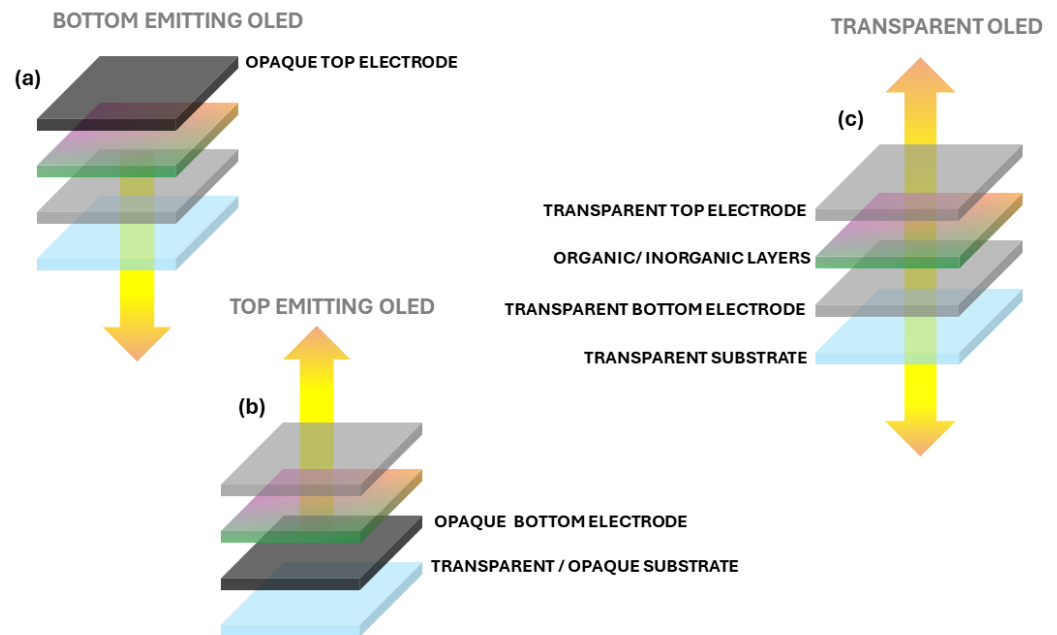 BOTTOM EMITTING OLED
(a)
OPAQUE TOP ELECTRODE
TOP EMITTING OLED
(b)
OPAQUE BOTTOM ELECTRODE
TRANSPARENT / OPAQUE SUBSTRATE
TRANSPARENT OLED
(c)
TRANSPARENT TOP ELECTRODE
ORGANIC/ INORGANIC LAYERS
TRANSPARENT BOTTOM ELECTRODE
TRANSPARENT SUBSTRATE